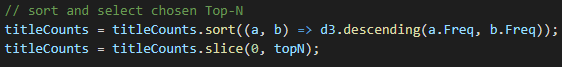 // sort and select chosen Top-N
titleCounts = titleCounts.sort((a, b) => d3.descending(a.Freq, b.Freq));
titleCounts = titleCounts.slice(0, topN);